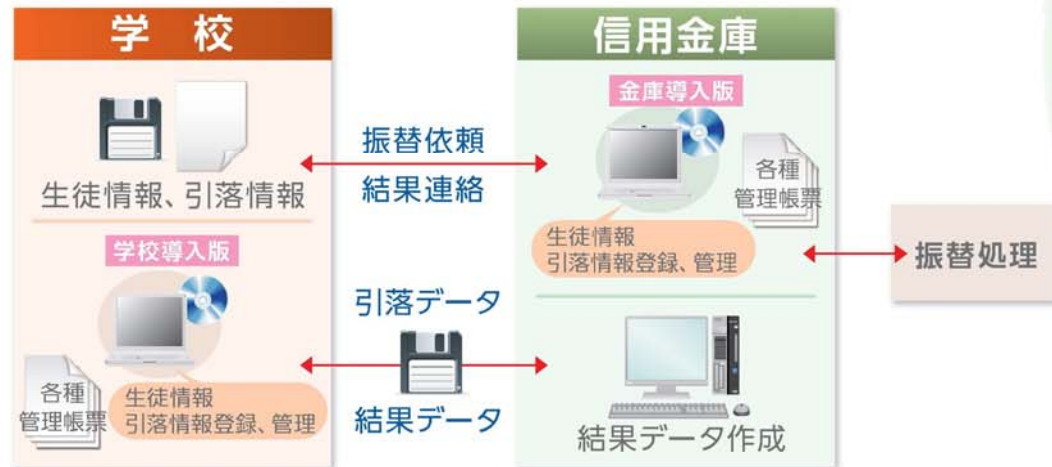 学 校
生徒情報、引落情報
学校導入版
各種
管理帳票
生徒情報
引落情報登録、管理
振替依頼
結果連絡
引落データ
結果データ
信用金庫
金庫導入版
各種
管理帳票
生徒情報
引落情報登録、管理
結果データ作成
振替処理